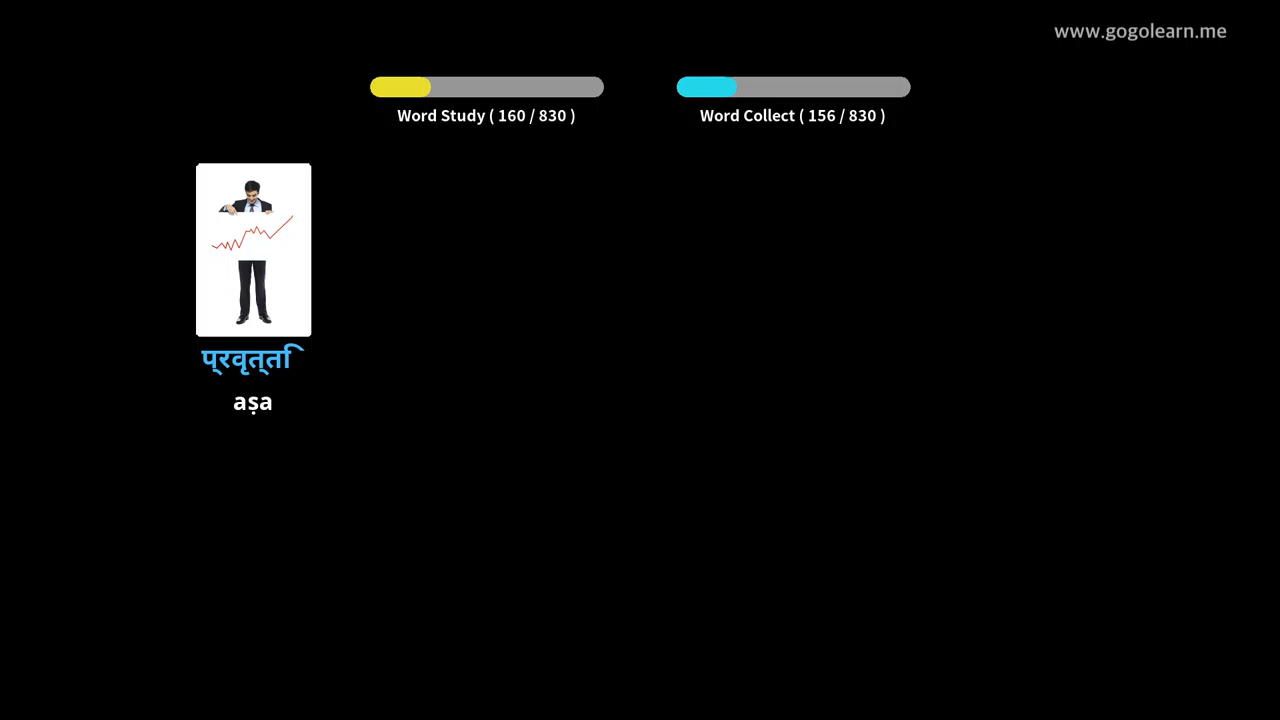 www.gogolearn.me
Word Study ( 160 / 830 )
Word Collect ( 156 / 830 )
प्रवृत्ति
aṣa